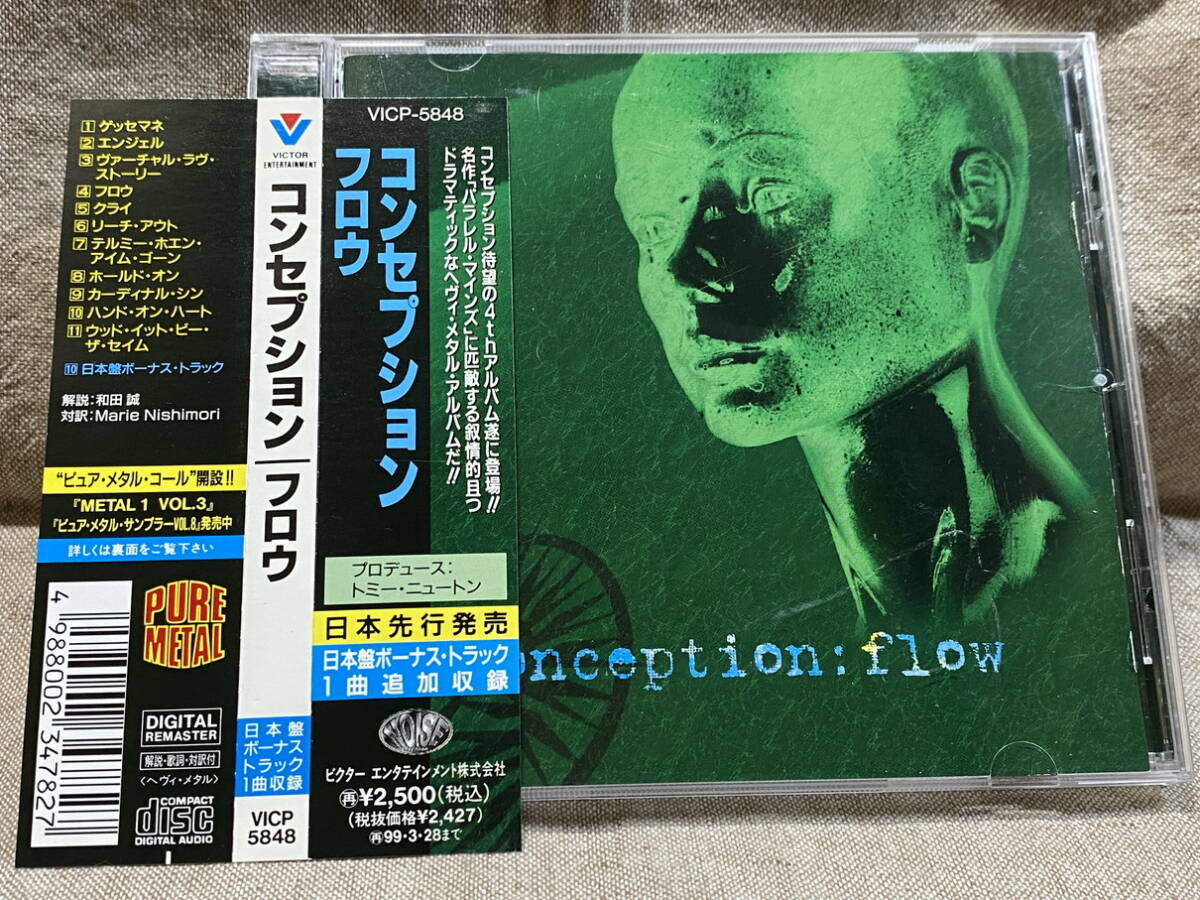 1 ゲッセマネ
2 エンジェル
3 ヴァーチャル・ラヴ・
ストーリー
4 フロウ
5 クライ
6 リーチ・アウト
7 テルミー・ホエン・
アイム・ゴーン
8 ホールド・オン
9 カーディナル・シン
10 ハンド・オン・ハート
11 ウッド・イット・ビー・
ザ・セイム
10 日本盤ボーナス・トラック
解説:和田 誠
対訳:Marie Nishimori
“ピュア・メタル・コール”開設!!
『METAL 1 VOL.3』
『ピュア・メタル・サンプラーVOL.8』発売中
詳しくは裏面をご覧下さい
4 988002 347827
PURE
METAL
DIGITAL
REMASTER
解説・歌詞・対訳付
〈ヘヴィ・メタル〉
COMPACT
disc
DIGITAL AUDIO
VICTOR
ENTERTAINMENT
コンセプション/フロウ
日本盤
ボーナス
トラック
1曲収録
VICP
5848
VICP-5848
コンセプション
フロウ
コンセプション待望の4thアルバム遂に登場!!
名作「パラレル・マインズ」に匹敵する叙情的且つ
ドラマティックなヘヴィ・メタル・アルバムだ!!
プロデュース:
トミー・ニュートン
日本先行発売
日本盤ボーナス・トラック
1曲追加収録
NOISE
ビクター エンタテインメント株式会社
再¥2,500(税込)
(税抜価格¥2,427)
再99・3・28まで
onception:flow